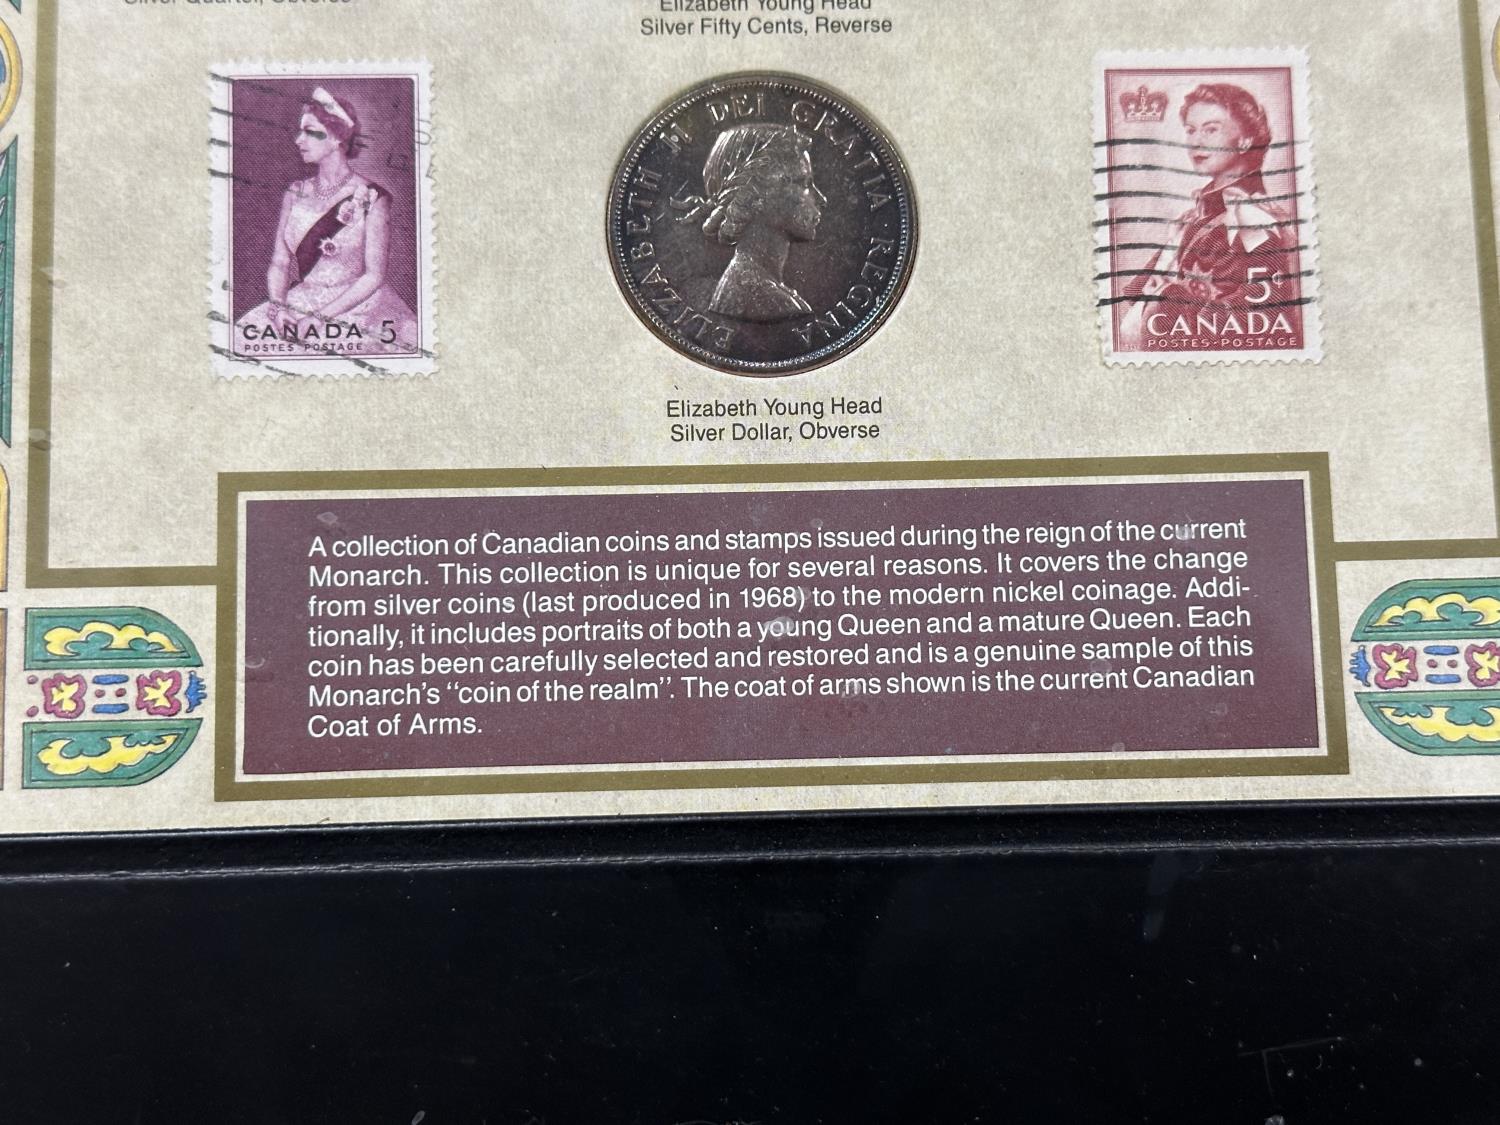 Silver Quarter, Obverse
Elizabeth Young Head
Silver Fifty Cents, Reverse
CANADA 5
POSTES POSTAGE
ELIZABETH II DEI GRATIA · REGINA
CANADA
5¢
CANADA
POSTES-POSTAGE
Elizabeth Young Head
Silver Dollar, Obverse
A collection of Canadian coins and stamps issued during the reign of the current
Monarch. This collection is unique for several reasons. It covers the change
from silver coins (last produced in 1968) to the modern nickel coinage. Addi-
tionally, it includes portraits of both a young Queen and a mature Queen. Each
coin has been carefully selected and restored and is a genuine sample of this
Monarch's "coin of the realm". The coat of arms shown is the current Canadian
Coat of Arms.